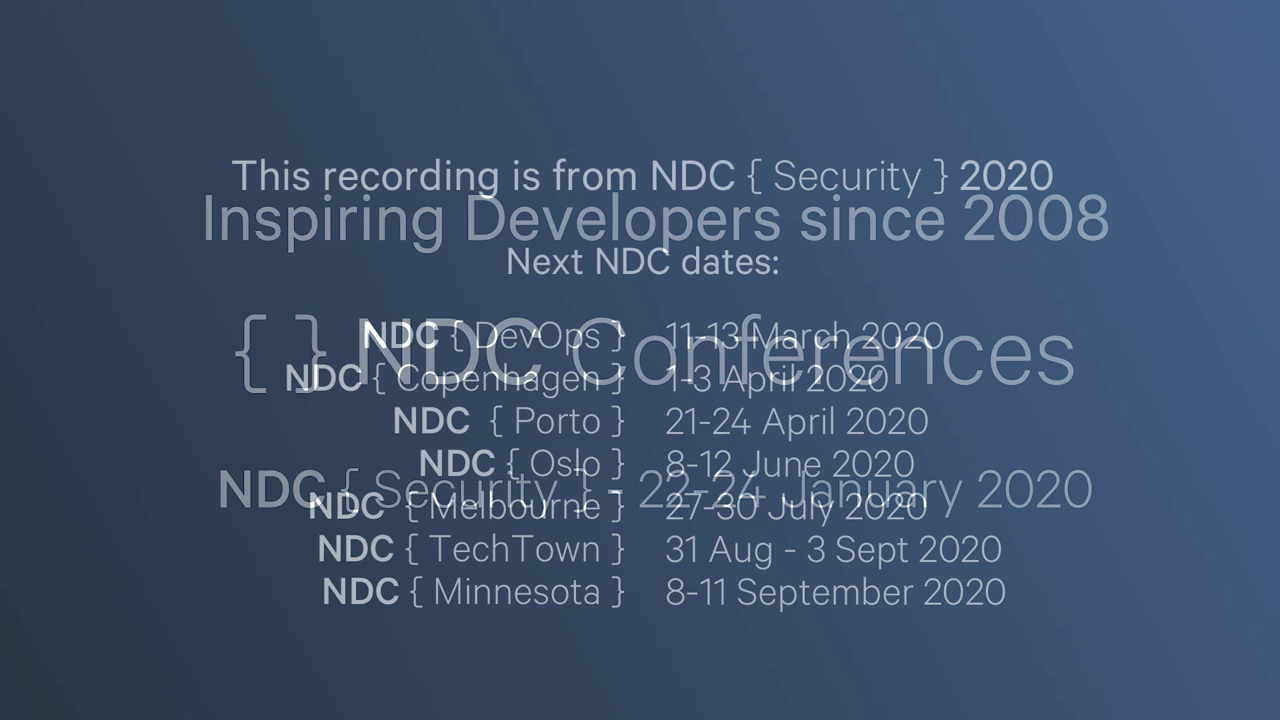 This recording is from NDC { Security } 2020
Inspiring Developers since 2008
Next NDC dates:
{ } NDC Conferences
NDC { DevOps } 11-13 March 2020
NDC { Copenhagen } 1-3 April 2020
NDC { Porto } 21-24 April 2020
NDC { Oslo } 8-12 June 2020
NDC { Security } - 22-24 January 2020
NDC { Melbourne } 27-30 July 2020
NDC { TechTown } 31 Aug - 3 Sept 2020
NDC { Minnesota } 8-11 September 2020